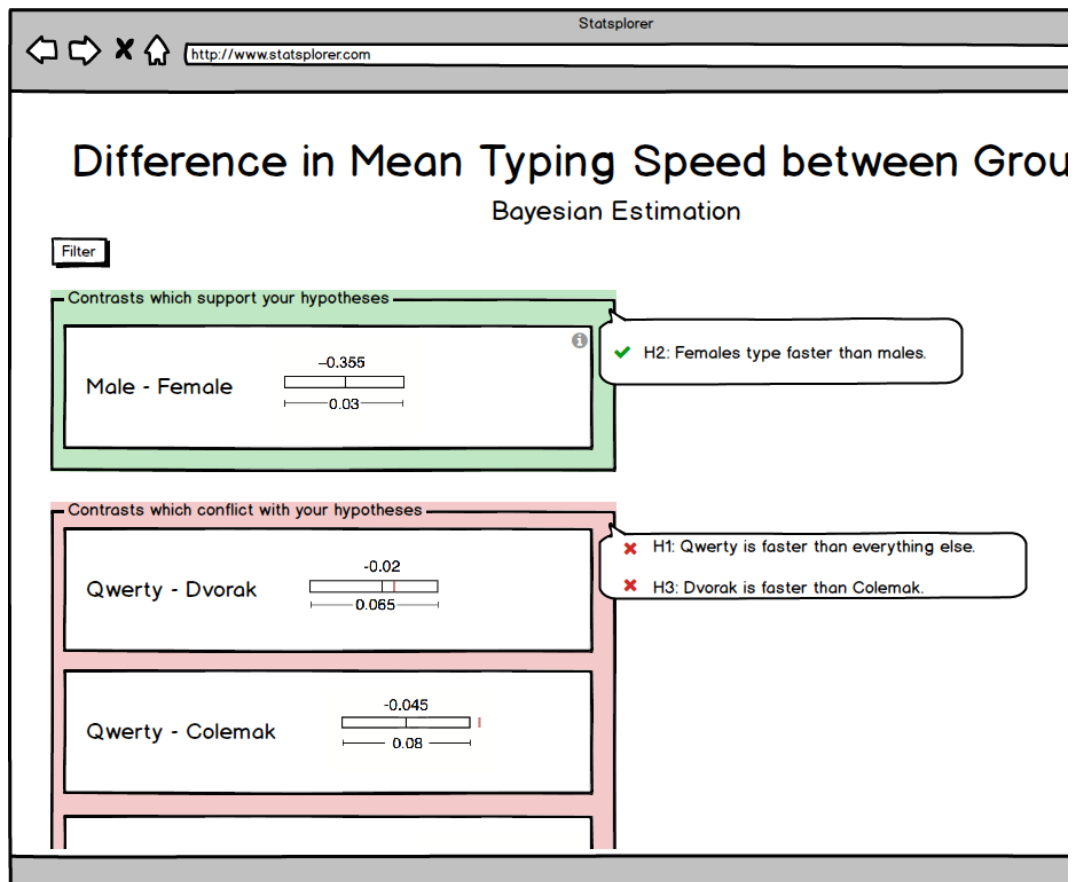 Statsplorer
http://www.statsplorer.com
Difference in Mean Typing Speed between Grou
Bayesian Estimation
Filter
Contrasts which support your hypotheses
Male - Female
-0.355
0.03
H2: Females type faster than males.
Contrasts which conflict with your hypotheses
H1: Qwerty is faster than everything else.
H3: Dvorak is faster than Colemak.
Qwerty - Dvorak
-0.02
0.065
Qwerty - Colemak
-0.045
0.08